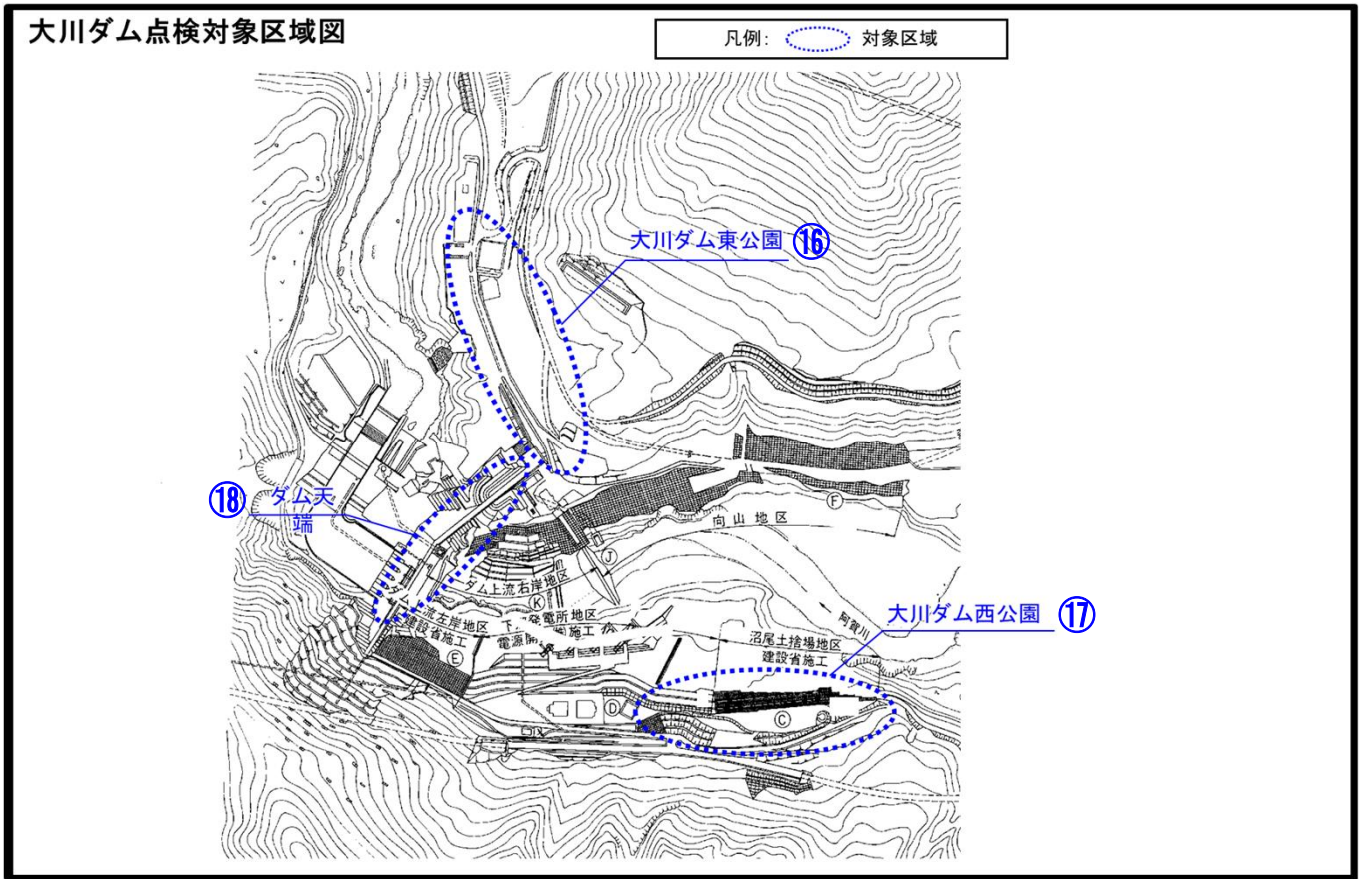 大川ダム点検対象区域図
凡例: 対象区域
大川ダム東公園 ⑯
⑱ ダム天
端
Ⓕ
向山地区
Ⓙ
ダム上流右岸地区
Ⓚ
阿賀川
大川ダム西公園 ⑰
流左岸地区
建設省施工
Ⓔ
発電所地区
電源開
施工
沼尾土捨場地区
建設省施工
Ⓓ
Ⓒ